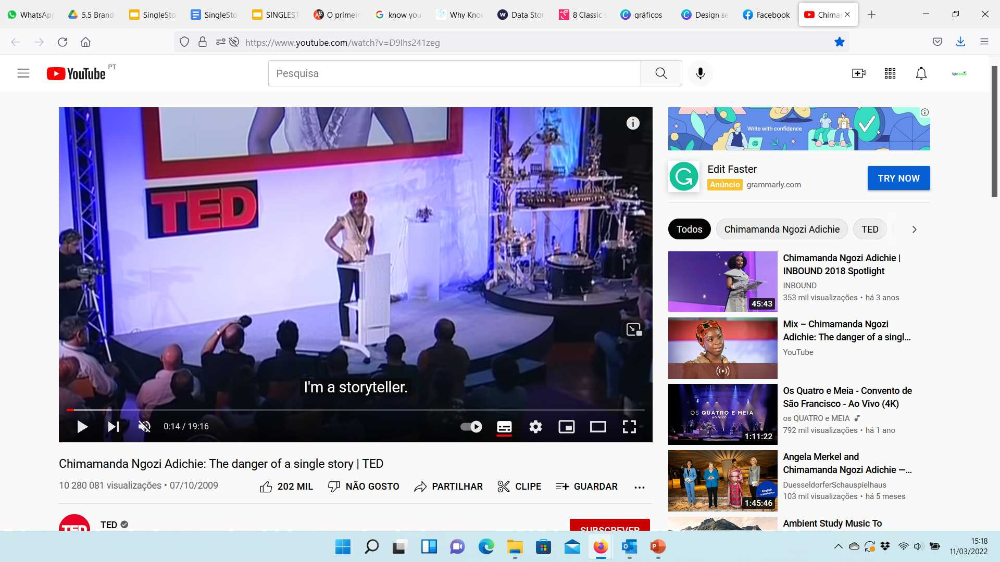 WhatsApp
5.5 Brand
SingleSto
SingleSto
SINGLEST
O primeir
know you
Why Know
Data Stor
8 Classic s
gráficos
Design se
Facebook
Chimar
https://www.youtube.com/watch?v=D9Ihs241zeg
YouTube PT
Pesquisa
TED
I'm a storyteller.
0:14 / 19:16
Chimamanda Ngozi Adichie: The danger of a single story | TED
10 280 081 visualizações • 07/10/2009
202 MIL
NÃO GOSTO
PARTILHAR
CLIPE
GUARDAR
TED
TED
SUBSCREVER
Write with confidence
Edit Faster
Anúncio grammarly.com
TRY NOW
Todos
Chimamanda Ngozi Adichie
TED
45:43
Chimamanda Ngozi Adichie |
INBOUND 2018 Spotlight
INBOUND
353 mil visualizações • há 3 anos
Mix – Chimamanda Ngozi
Adichie: The danger of a singl...
YouTube
OS QUATRO E MEIA
AO VIVO
1:11:22
Os Quatro e Meia - Convento de
São Francisco - Ao Vivo (4K)
os QUATRO e MEIA
792 mil visualizações • há 1 ano
English
translation
1:45:46
Angela Merkel and
Chimamanda Ngozi Adichie —...
DuesseldorferSchauspielhaus
103 mil visualizações • há 5 meses
Ambient Study Music To
15:18
11/03/2022